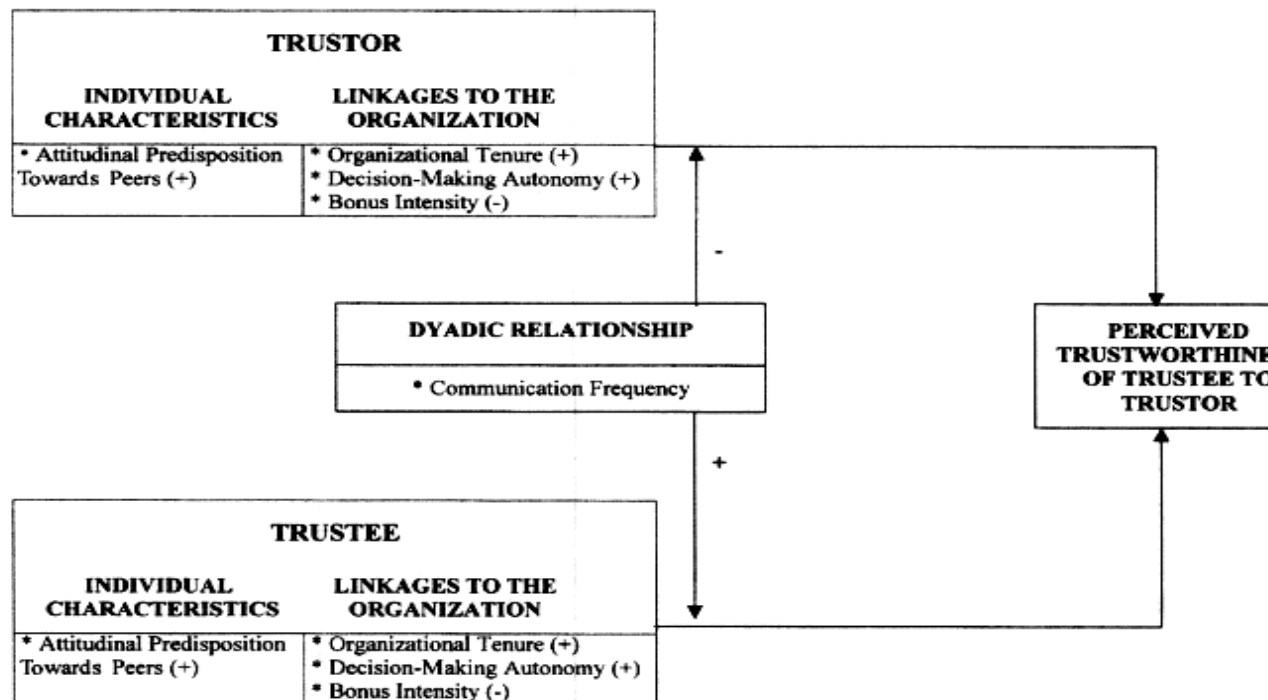 TRUSTOR
INDIVIDUAL
CHARACTERISTICS
* Attitudinal Predisposition
Towards Peers (+)
LINKAGES TO THE
ORGANIZATION
* Organizational Tenure (+)
* Decision-Making Autonomy (+)
* Bonus Intensity (-)
-
DYADIC RELATIONSHIP
* Communication Frequency
+
PERCEIVED
TRUSTWORTHINE
OF TRUSTEE TO
TRUSTOR
TRUSTEE
INDIVIDUAL
CHARACTERISTICS
* Attitudinal Predisposition
Towards Peers (+)
LINKAGES TO THE
ORGANIZATION
* Organizational Tenure (+)
* Decision-Making Autonomy (+)
* Bonus Intensity (-)